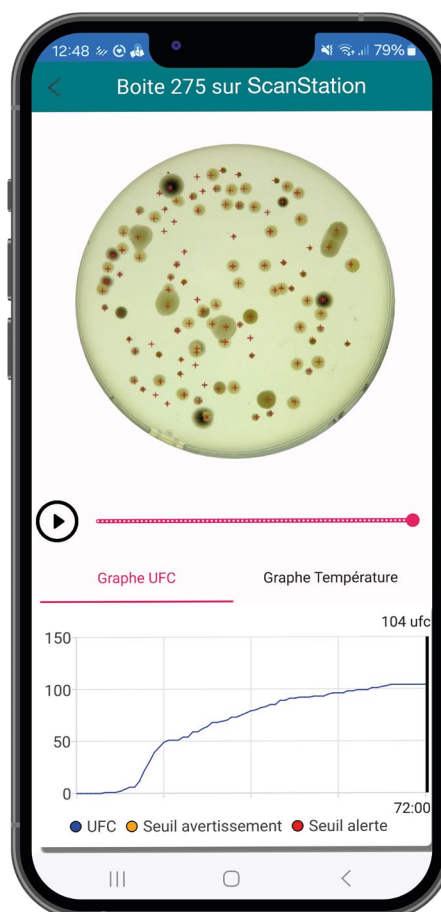 12:48 79%
Boite 275 sur ScanStation
Graphe UFC Graphe Température
104 ufc
150
100
50
0
72:00
UFC Seuil avertissement Seuil alerte